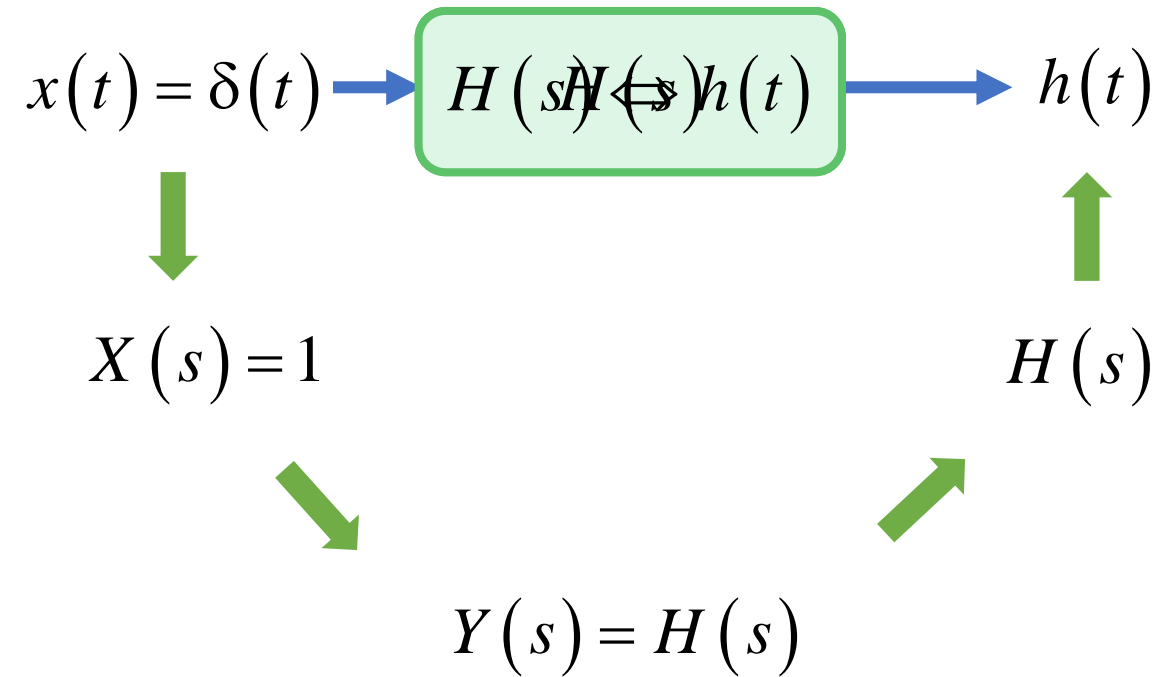 x(t) = δ(t)
H(s) ⇔ h(t)
H(s)
h(t)
X(s) = 1
H(s)
Y(s) = H(s)